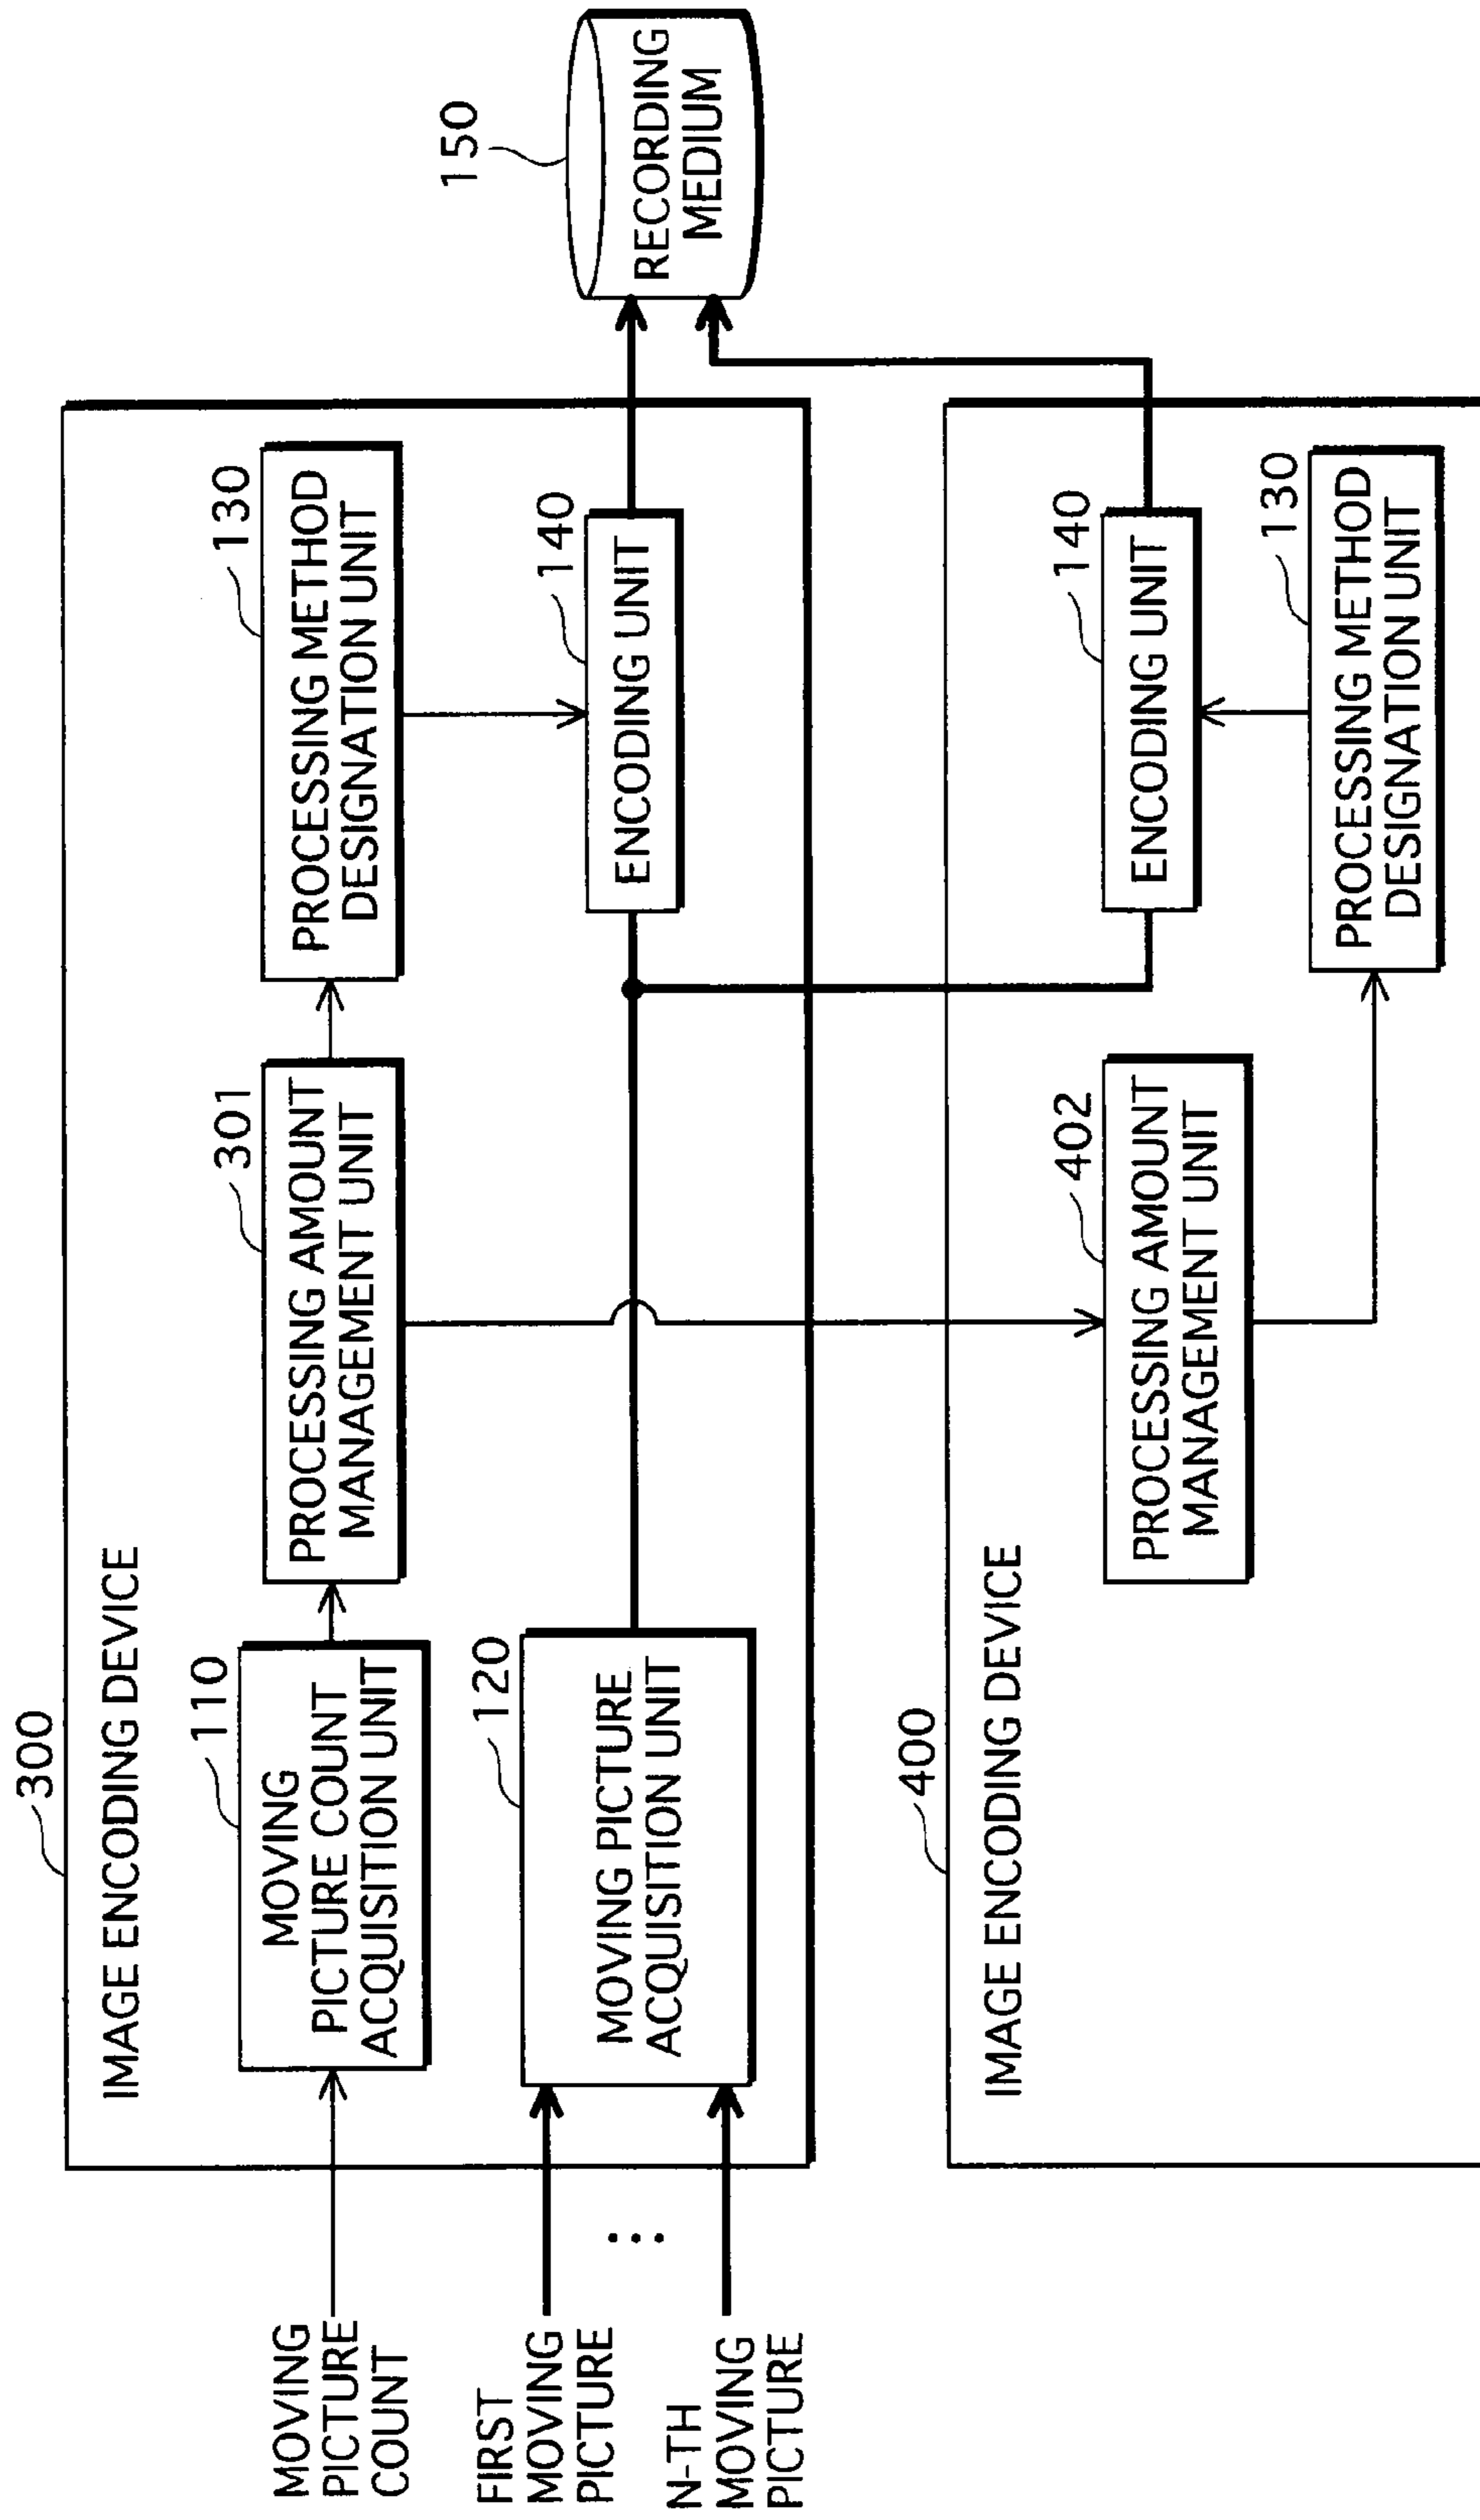 300
IMAGE ENCODING DEVICE
MOVING
PICTURE
COUNT
110
MOVING
PICTURE COUNT
ACQUISITION UNIT
301
PROCESSING AMOUNT
MANAGEMENT UNIT
130
PROCESSING METHOD
DESIGNATION UNIT
FIRST
MOVING
PICTURE
N-TH
MOVING
PICTURE
120
MOVING PICTURE
ACQUISITION UNIT
140
ENCODING UNIT
150
RECORDING
MEDIUM
400
IMAGE ENCODING DEVICE
402
PROCESSING AMOUNT
MANAGEMENT UNIT
140
ENCODING UNIT
130
PROCESSING METHOD
DESIGNATION UNIT